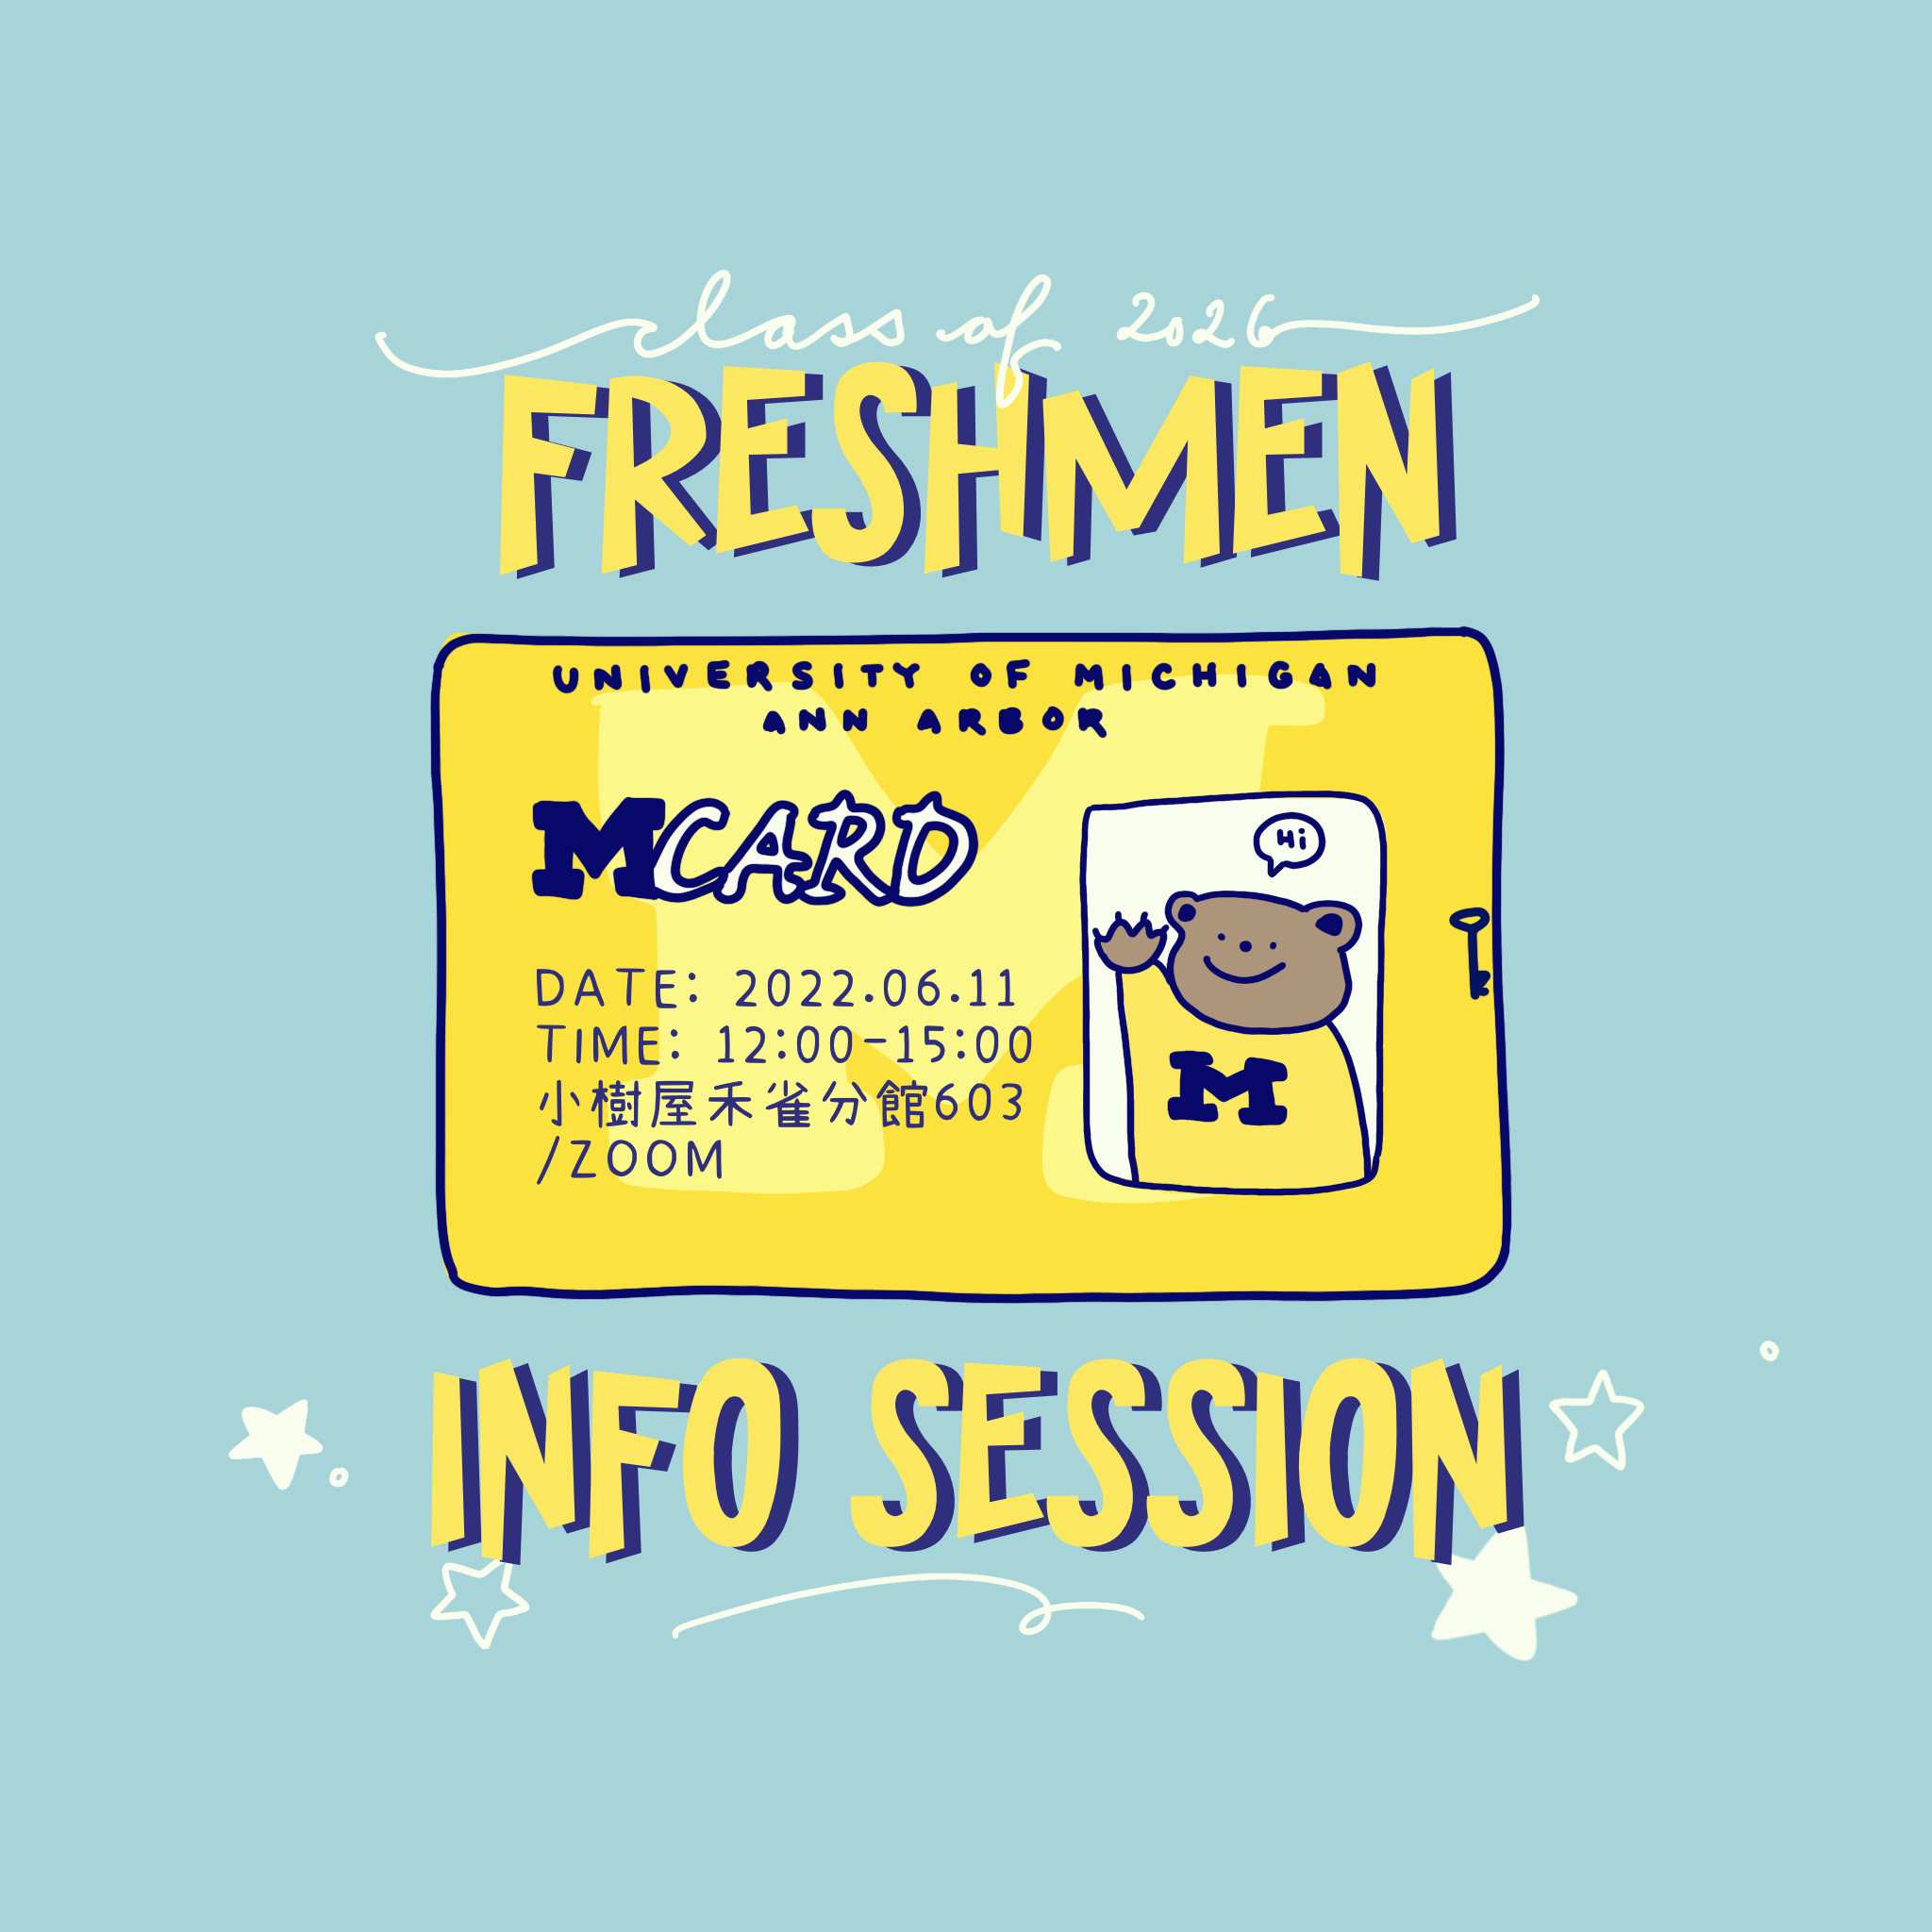 class of 2026
FRESHMEN
UNIVERSITY OF MICHIGAN
ANN ARBOR
MCARD
Hi
DATE: 2022.06.11
TIME: 12:00-15:00
小樹屋禾雀分館603
/ZOOM
M
INFO SESSION